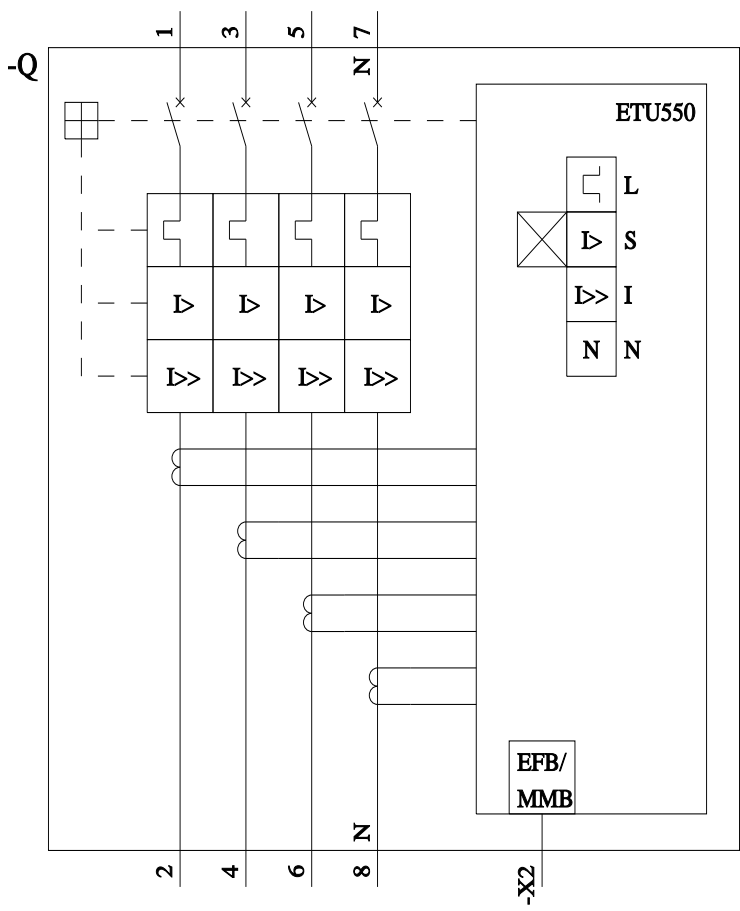 1 3 5 7
N
-Q
ETU550
L
I> S
I>> I
N N
I> I> I> I>
I>> I>> I>> I>>
EFB/
MMB
N
2 4 6 8
-X2